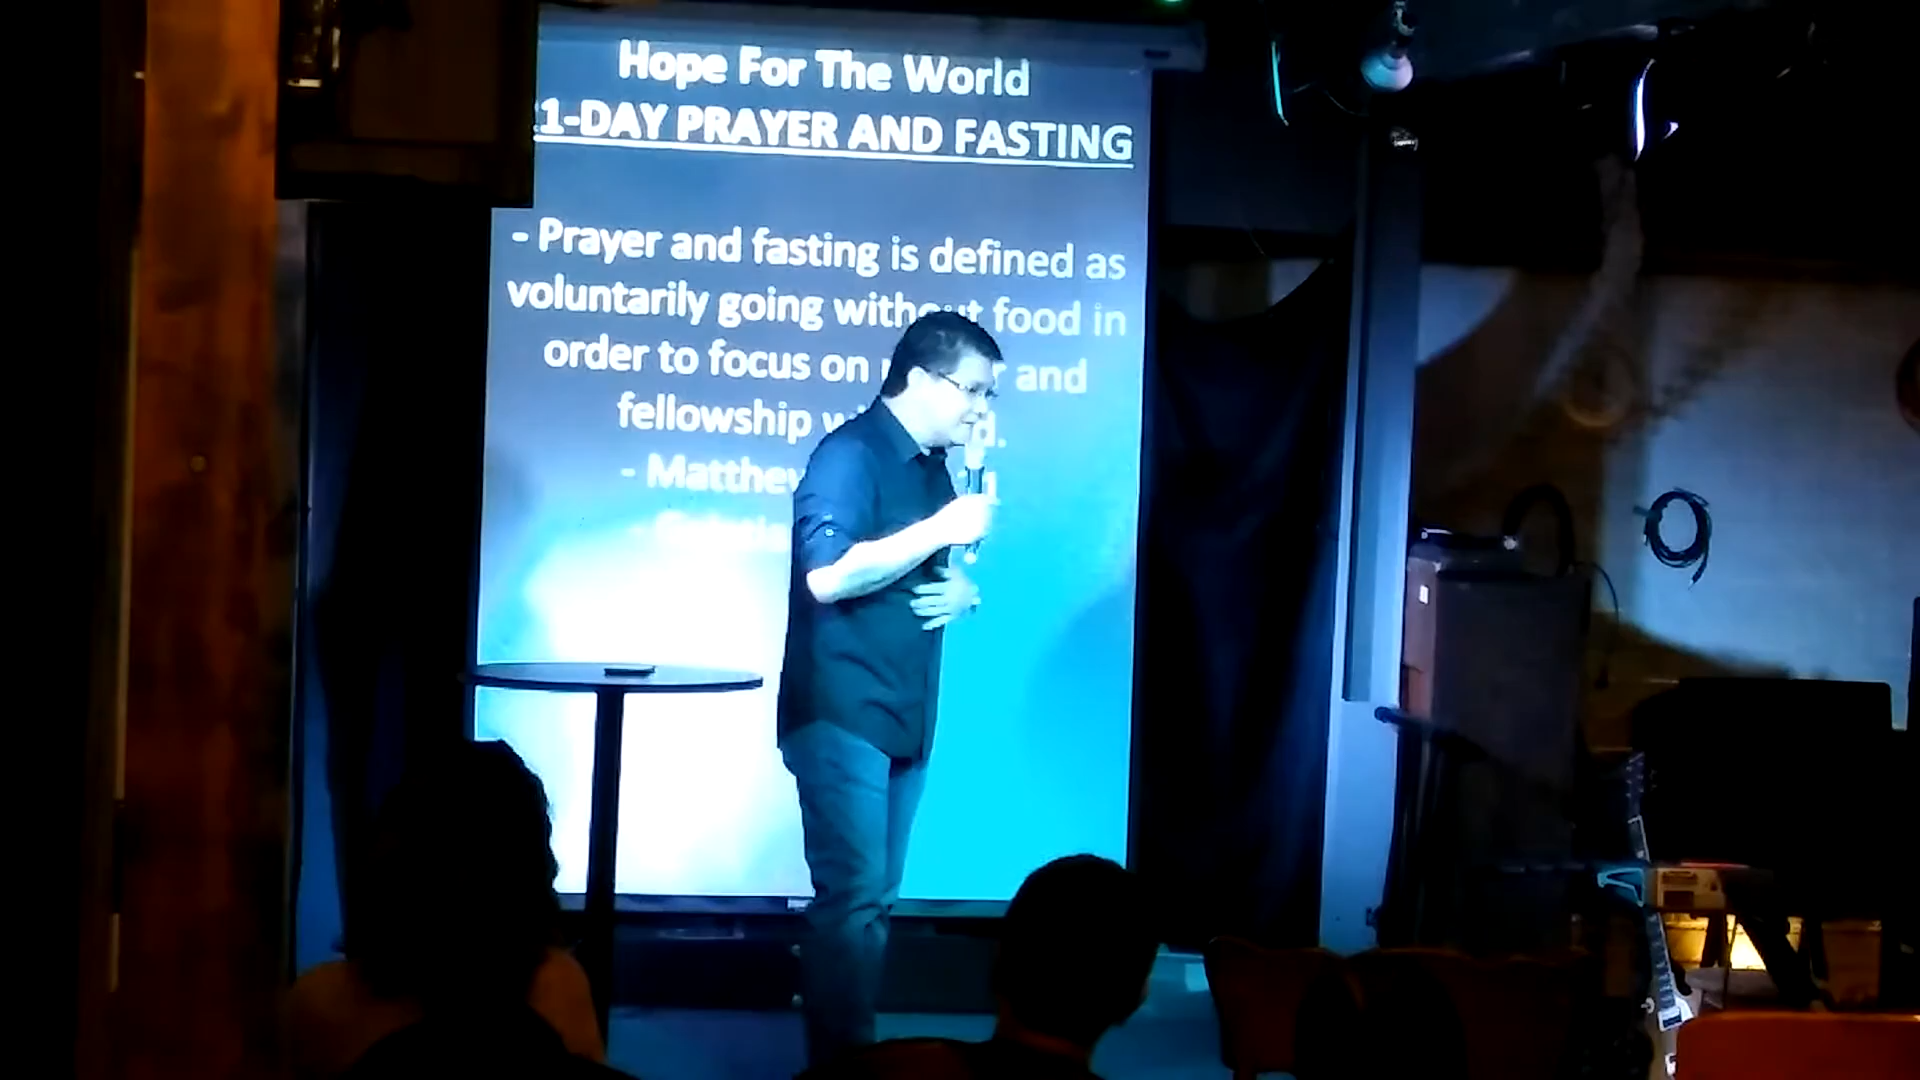 Hope For The World
1-DAY PRAYER AND FASTING
- Prayer and fasting is defined as
voluntarily going without food in
order to focus on and
fellowship
- Matthew